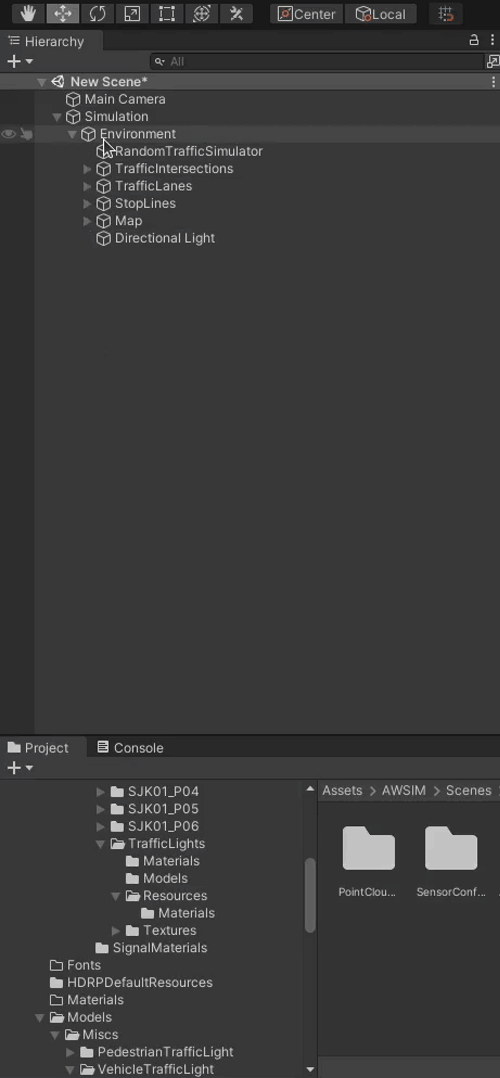 Center Local
Hierarchy
All
New Scene*
Main Camera
Simulation
Environment
RandomTrafficSimulator
TrafficIntersections
TrafficLanes
StopLines
Map
Directional Light
Project Console
SJK01_P04
SJK01_P05
SJK01_P06
TrafficLights
Materials
Models
Resources
Materials
Textures
SignalMaterials
Fonts
HDRPDefaultResources
Materials
Models
Miscs
PedestrianTrafficLight
VehicleTrafficLight
Assets > AWSIM > Scenes
PointClou... SensorConf...